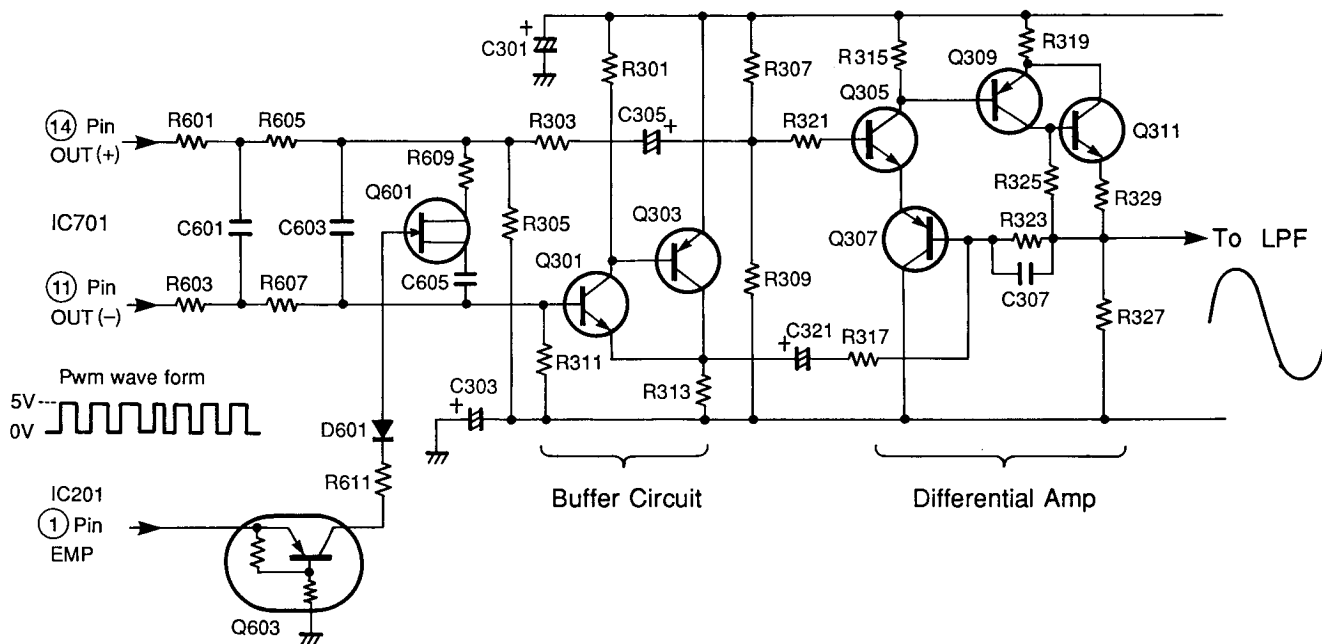 C301
+
R301
R307
R315
Q309
R319
Q305
14 Pin
OUT (+)
R601
R605
R303
C305
+
R321
Q311
R609
Q601
R325
R329
IC701
C601
C603
R305
Q303
Q307
R323
To LPF
Q301
C605
R309
C307
11 Pin
OUT (–)
R603
R607
R311
C321
+
R317
R327
Pwm wave form
5V
0V
C303
+
R313
D601
R611
Buffer Circuit
Differential Amp
IC201
1 Pin
EMP
Q603